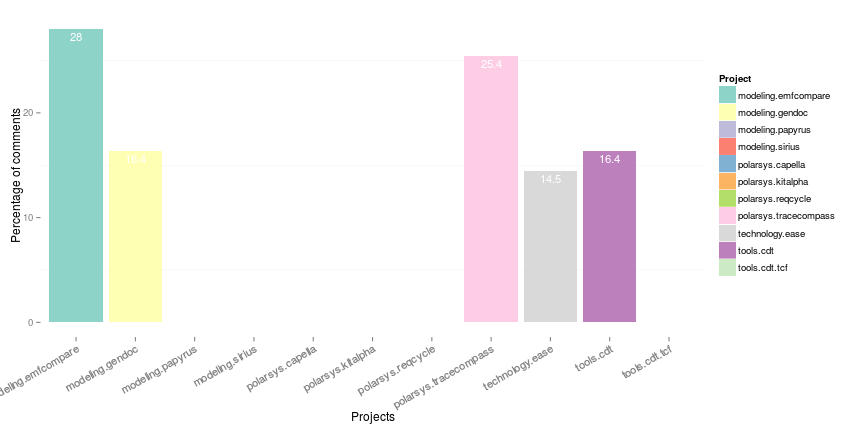 28
16.4
25.4
14.5
16.4
Percentage of comments
20
10
0
modeling.gendoc
modeling.papyrus
modeling.sirius
polarsys.capella
polarsys.kitalpha
polarsys.reqcycle
polarsys.tracecompass
technology.ease
tools.cdt
tools.cdt.tcf
Projects
Project
modeling.emfcompare
modeling.gendoc
modeling.papyrus
modeling.sirius
polarsys.capella
polarsys.kitalpha
polarsys.reqcycle
polarsys.tracecompass
technology.ease
tools.cdt
tools.cdt.tcf